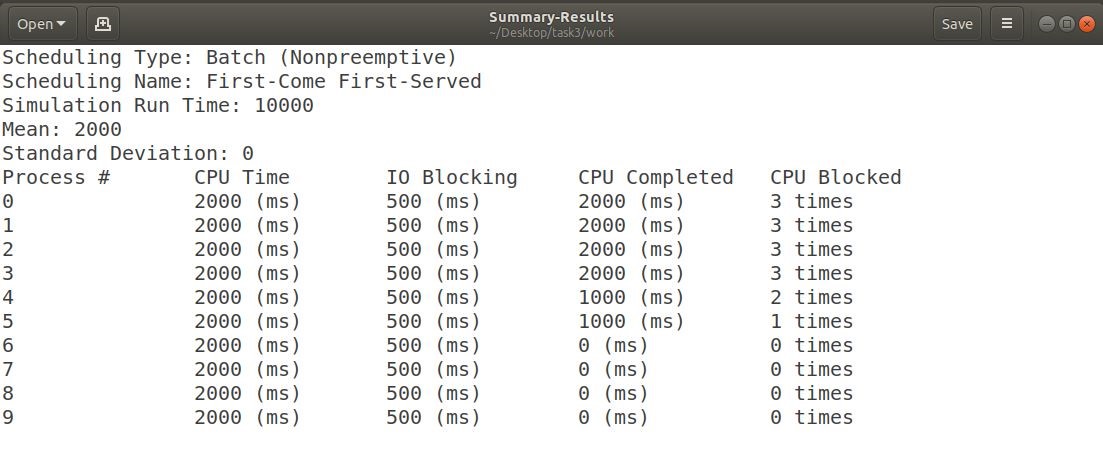 Open Summary-Results Save
~/Desktop/task3/work
Scheduling Type: Batch (Nonpreemptive)
Scheduling Name: First-Come First-Served
Simulation Run Time: 10000
Mean: 2000
Standard Deviation: 0
Process # CPU Time IO Blocking CPU Completed CPU Blocked
0 2000 (ms) 500 (ms) 2000 (ms) 3 times
1 2000 (ms) 500 (ms) 2000 (ms) 3 times
2 2000 (ms) 500 (ms) 2000 (ms) 3 times
3 2000 (ms) 500 (ms) 2000 (ms) 3 times
4 2000 (ms) 500 (ms) 1000 (ms) 2 times
5 2000 (ms) 500 (ms) 1000 (ms) 1 times
6 2000 (ms) 500 (ms) 0 (ms) 0 times
7 2000 (ms) 500 (ms) 0 (ms) 0 times
8 2000 (ms) 500 (ms) 0 (ms) 0 times
9 2000 (ms) 500 (ms) 0 (ms) 0 times